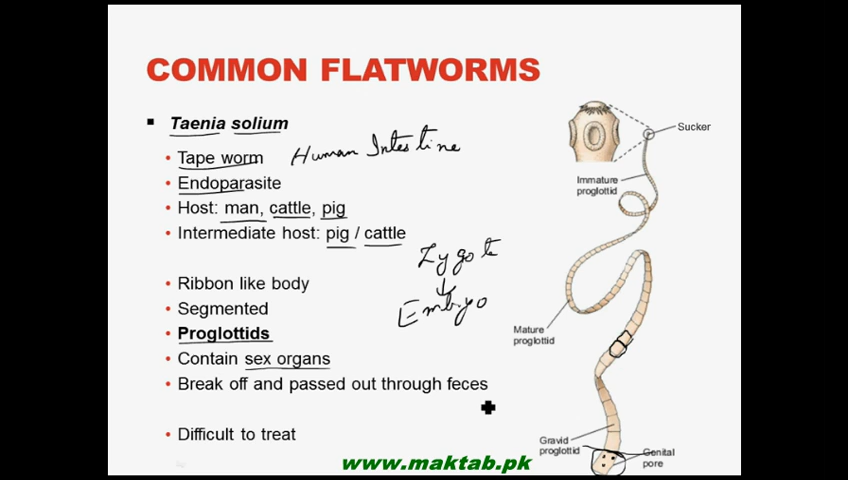 COMMON FLATWORMS
▪ Taenia solium
• Tape worm Human Intestine
• Endoparasite
• Host: man, cattle, pig
• Intermediate host: pig / cattle
Zygote
Embryo
• Ribbon like body
• Segmented
• Proglottids
• Contain sex organs
• Break off and passed out through feces
• Difficult to treat
Sucker
Immature
proglottid
Mature
proglottid
Gravid
proglottid
Genital
pore
www.maktab.pk